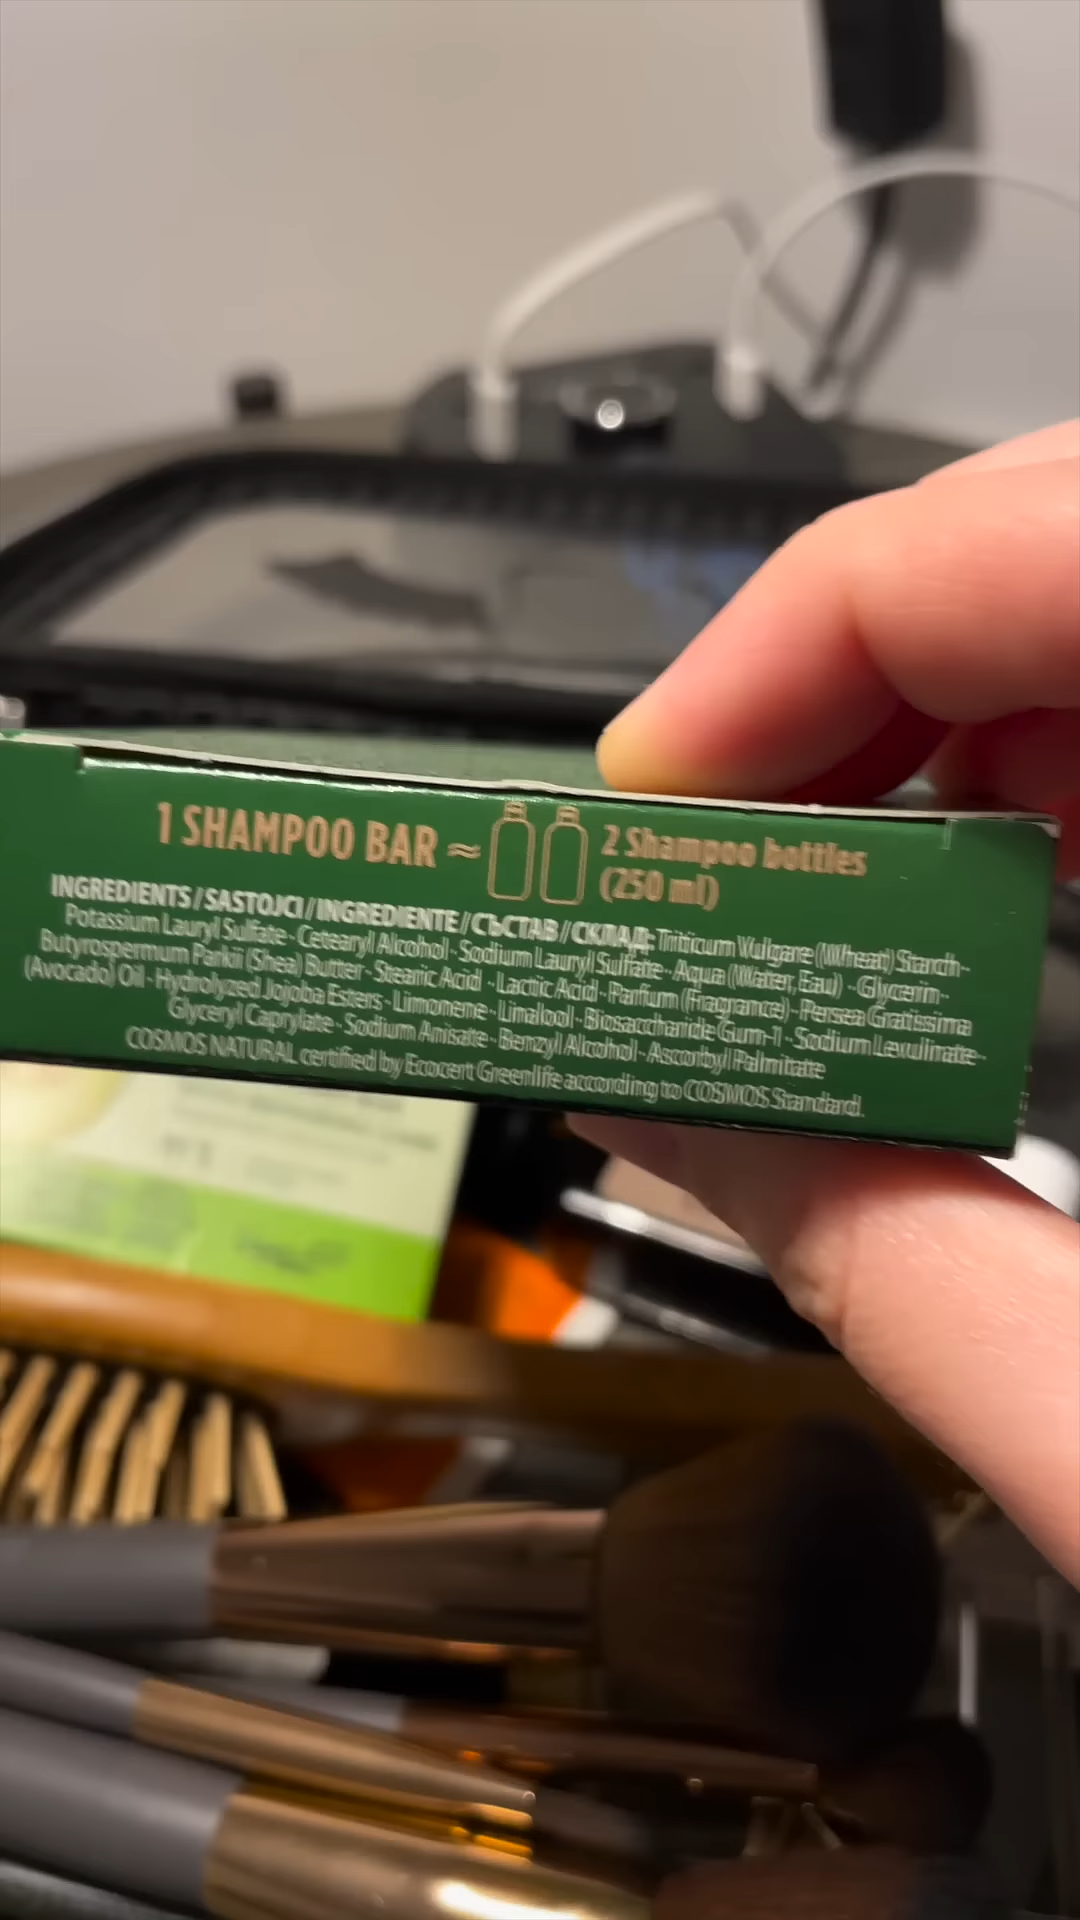 1 SHAMPOO BAR ≈ 2 Shampoo bottles
(250 ml)
INGREDIENTS / SASTOJCI / INGREDIENTE / СЪСТАВ / СКЛАД: Triticum Vulgare (Wheat) Starch ·
Potassium Lauryl Sulfate · Cetearyl Alcohol · Sodium Lauryl Sulfate · Aqua (Water, Eau) · Glycerin ·
Butyrospermum Parkii (Shea) Butter · Stearic Acid · Lactic Acid · Parfum (Fragrance) · Persea Gratissima
(Avocado) Oil · Hydrolyzed Jojoba Esters · Limonene · Linalool · Biosaccharide Gum-1 · Sodium Levulinate ·
Glyceryl Caprylate · Sodium Anisate · Benzyl Alcohol · Ascorbyl Palmitate
COSMOS NATURAL certified by Ecocert Greenlife according to COSMOS Standard.